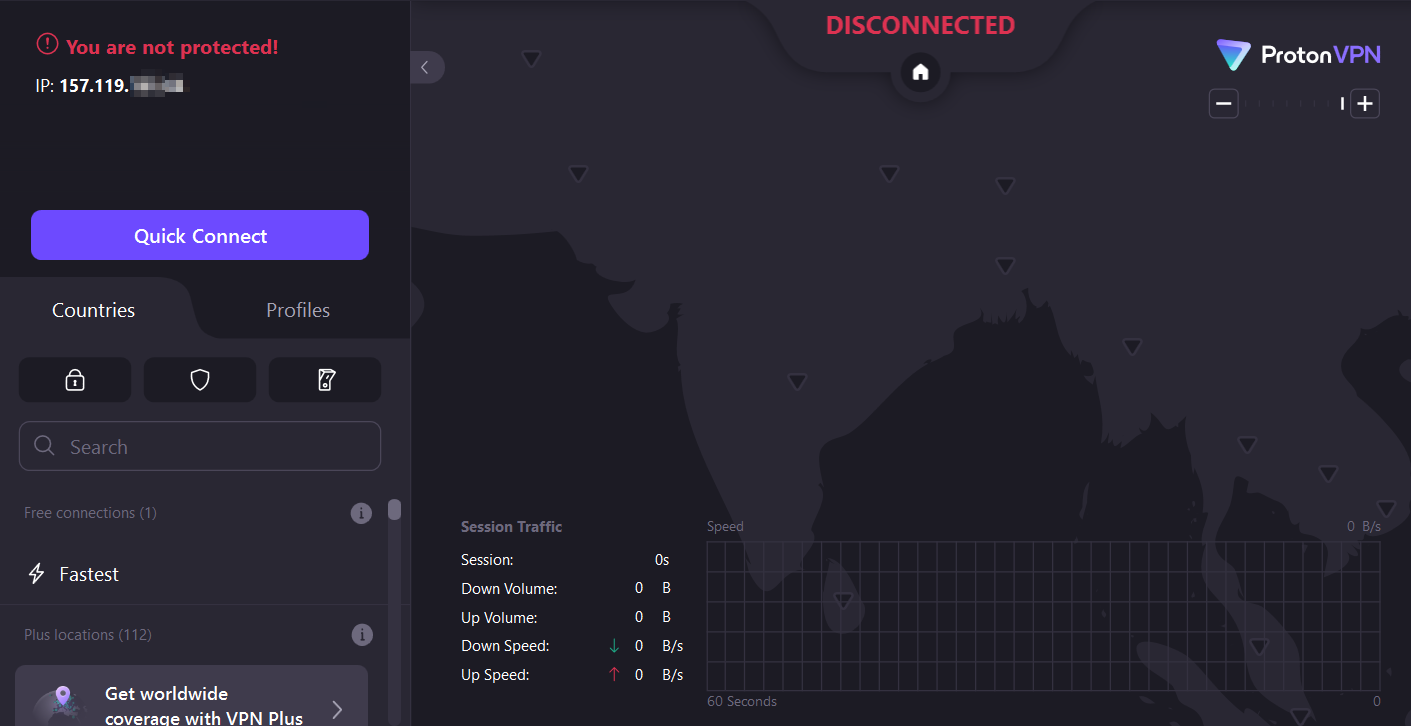 You are not protected!
IP: 157.119.
Quick Connect
Countries
Profiles
Search
Free connections (1)
Fastest
Plus locations (112)
Get worldwide
coverage with VPN Plus
DISCONNECTED
ProtonVPN
Session Traffic
Session: 0s
Down Volume: 0 B
Up Volume: 0 B
Down Speed: ↓ 0 B/s
Up Speed: ↑ 0 B/s
Speed
0 B/s
60 Seconds
0